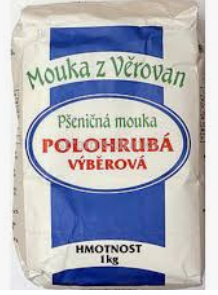 Mouka z Věrovan
Pšeničná mouka
POLOHRUBÁ
VÝBĚROVÁ
HMOTNOST
1kg